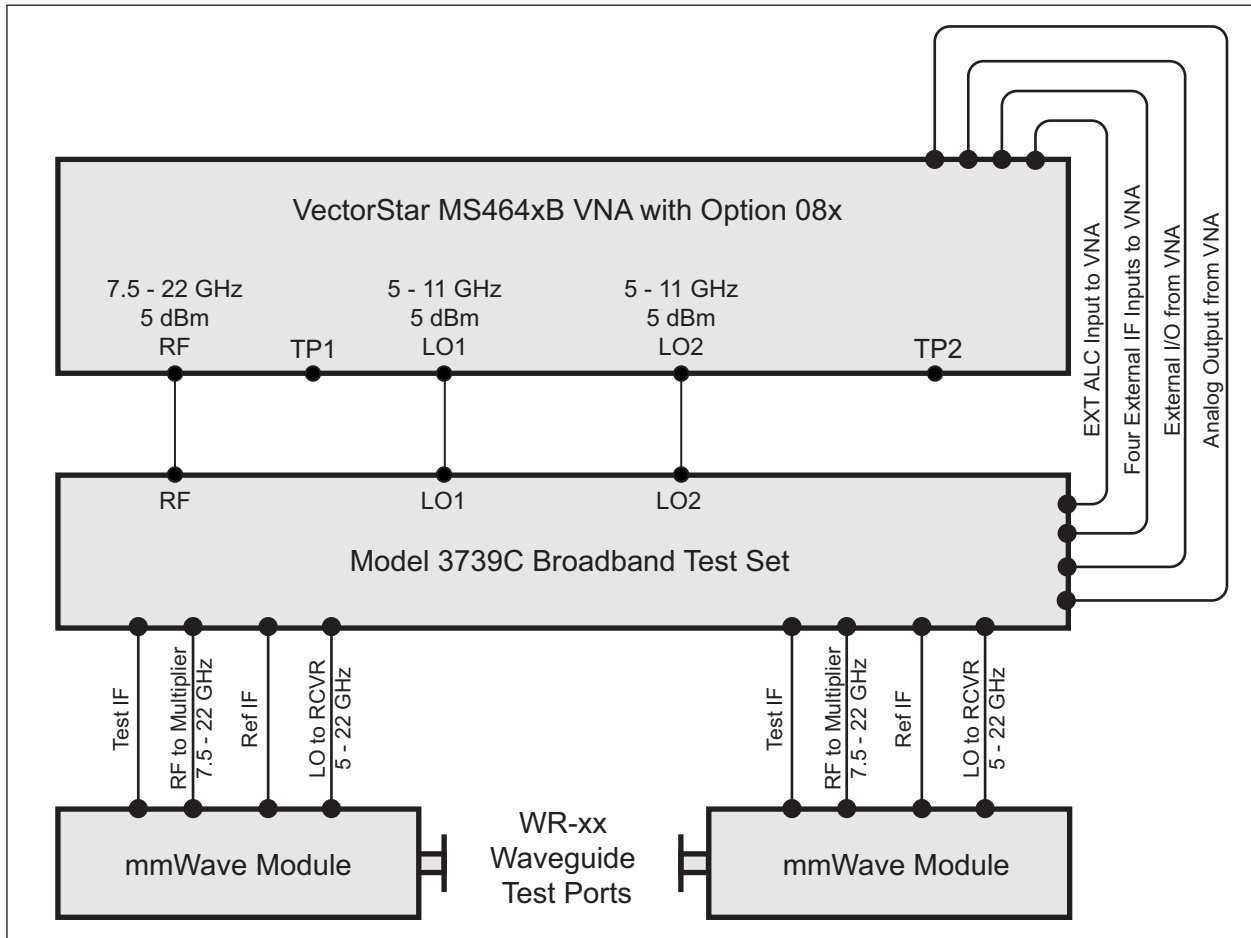 VectorStar MS464xB VNA with Option 08x
7.5 - 22 GHz
5 dBm
RF
TP1
5 - 11 GHz
5 dBm
LO1
5 - 11 GHz
5 dBm
LO2
TP2
EXT ALC Input to VNA
Four External IF Inputs to VNA
External I/O from VNA
Analog Output from VNA
RF
LO1
LO2
Model 3739C Broadband Test Set
Test IF
RF to Multiplier
7.5 - 22 GHz
Ref IF
LO to RCVR
5 - 22 GHz
Test IF
RF to Multiplier
7.5 - 22 GHz
Ref IF
LO to RCVR
5 - 22 GHz
mmWave Module
WR-xx
Waveguide
Test Ports
mmWave Module